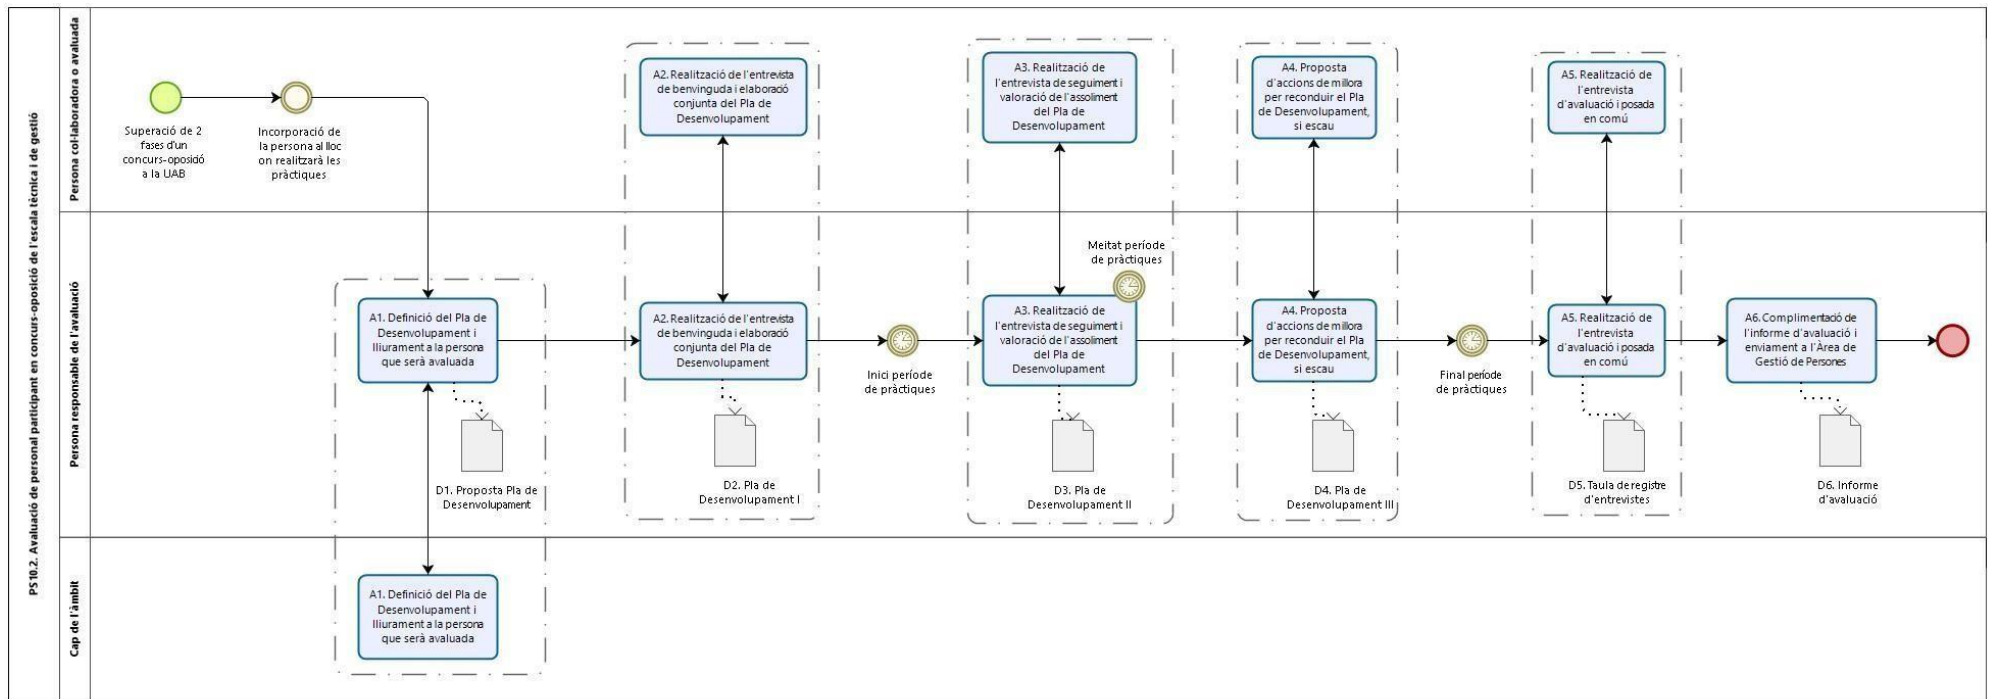 PS10.2. Avaluació de personal participant en concurs-oposició de l'escala tècnica i de gestió
Persona col·laboradora o avaluada
Superació de 2
fases d'un
concurs-oposició
a la UAB
Incorporació de
la persona al lloc
on realitzarà les
pràctiques
A2. Realització de l'entrevista
de benvinguda i elaboració
conjunta del Pla de
Desenvolupament
A3. Realització de
l'entrevista de seguiment i
valoració de l'assoliment
del Pla de
Desenvolupament
A4. Proposta
d'accions de millora
per reconduir el Pla
de Desenvolupament,
si escau
A5. Realització de
l'entrevista
d'avaluació i posada
en comú
Persona responsable de l'avaluació
A1. Definició del Pla de
Desenvolupament i
lliurament a la persona
que serà avaluada
D1. Proposta Pla de
Desenvolupament
A2. Realització de l'entrevista
de benvinguda i elaboració
conjunta del Pla de
Desenvolupament
D2. Pla de
Desenvolupament I
Inici període
de pràctiques
Meitat període
de pràctiques
A3. Realització de
l'entrevista de seguiment i
valoració de l'assoliment
del Pla de
Desenvolupament
D3. Pla de
Desenvolupament II
A4. Proposta
d'accions de millora
per reconduir el Pla
de Desenvolupament,
si escau
D4. Pla de
Desenvolupament III
Final període
de pràctiques
A5. Realització de
l'entrevista
d'avaluació i posada
en comú
D5. Taula de registre
d'entrevistes
A6. Complimentació de
l'informe d'avaluació i
enviament a l'Àrea de
Gestió de Persones
D6. Informe
d'avaluació
Cap de l'àmbit
A1. Definició del Pla de
Desenvolupament i
lliurament a la persona
que serà avaluada